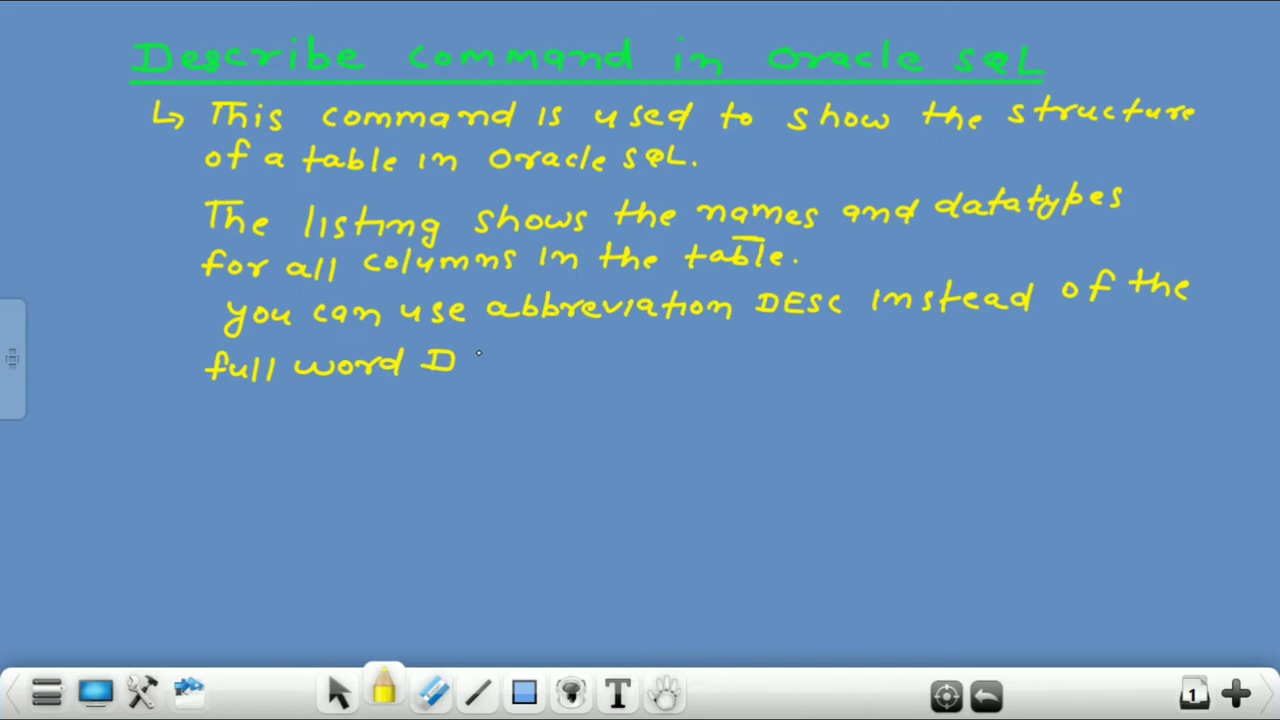 Describe command in Oracle SQL
↳ This command is used to show the structure
of a table in Oracle SQL.
The listing shows the names and datatypes
for all columns in the table.
you can use abbreviation DESC instead of the
full word D
T
1